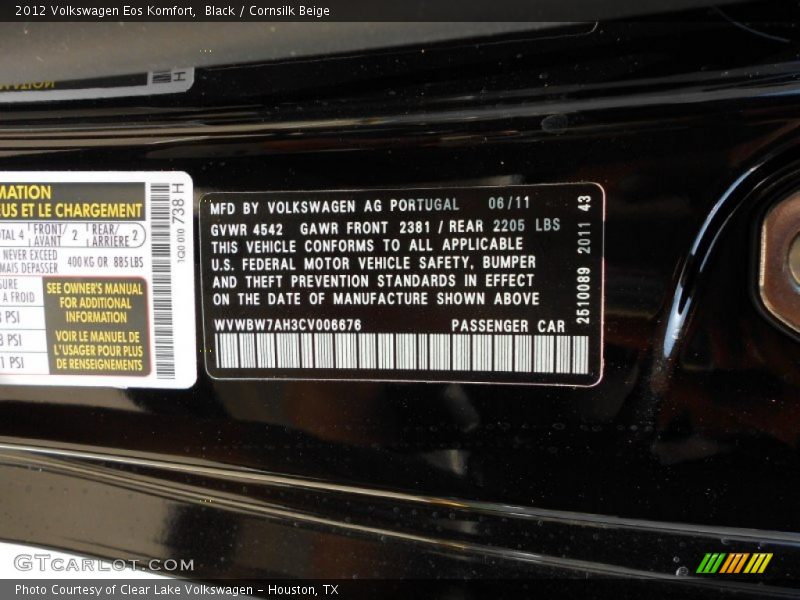 2012 Volkswagen Eos Komfort,  Black / Cornsilk Beige
H
MATION
EUS ET LE CHARGEMENT
OTAL 4 FRONT/ AVANT 2 REAR/ ARRIERE 2
NEVER EXCEED
MAIS DEPASSER 400 KG OR 885 LBS
A FROID
PSI
PSI
PSI
SEE OWNER'S MANUAL
FOR ADDITIONAL
INFORMATION
VOIR LE MANUEL DE
L'USAGER POUR PLUS
DE RENSEIGNEMENTS
1Q0 010 738 H
MFD BY VOLKSWAGEN AG PORTUGAL 06/11
GVWR 4542 GAWR FRONT 2381 / REAR 2205 LBS
THIS VEHICLE CONFORMS TO ALL APPLICABLE
U.S. FEDERAL MOTOR VEHICLE SAFETY, BUMPER
AND THEFT PREVENTION STANDARDS IN EFFECT
ON THE DATE OF MANUFACTURE SHOWN ABOVE
WVWBW7AH3CV006676 PASSENGER CAR
2510089 2011 43
GTCARLOT.COM
Photo Courtesy of Clear Lake Volkswagen - Houston, TX